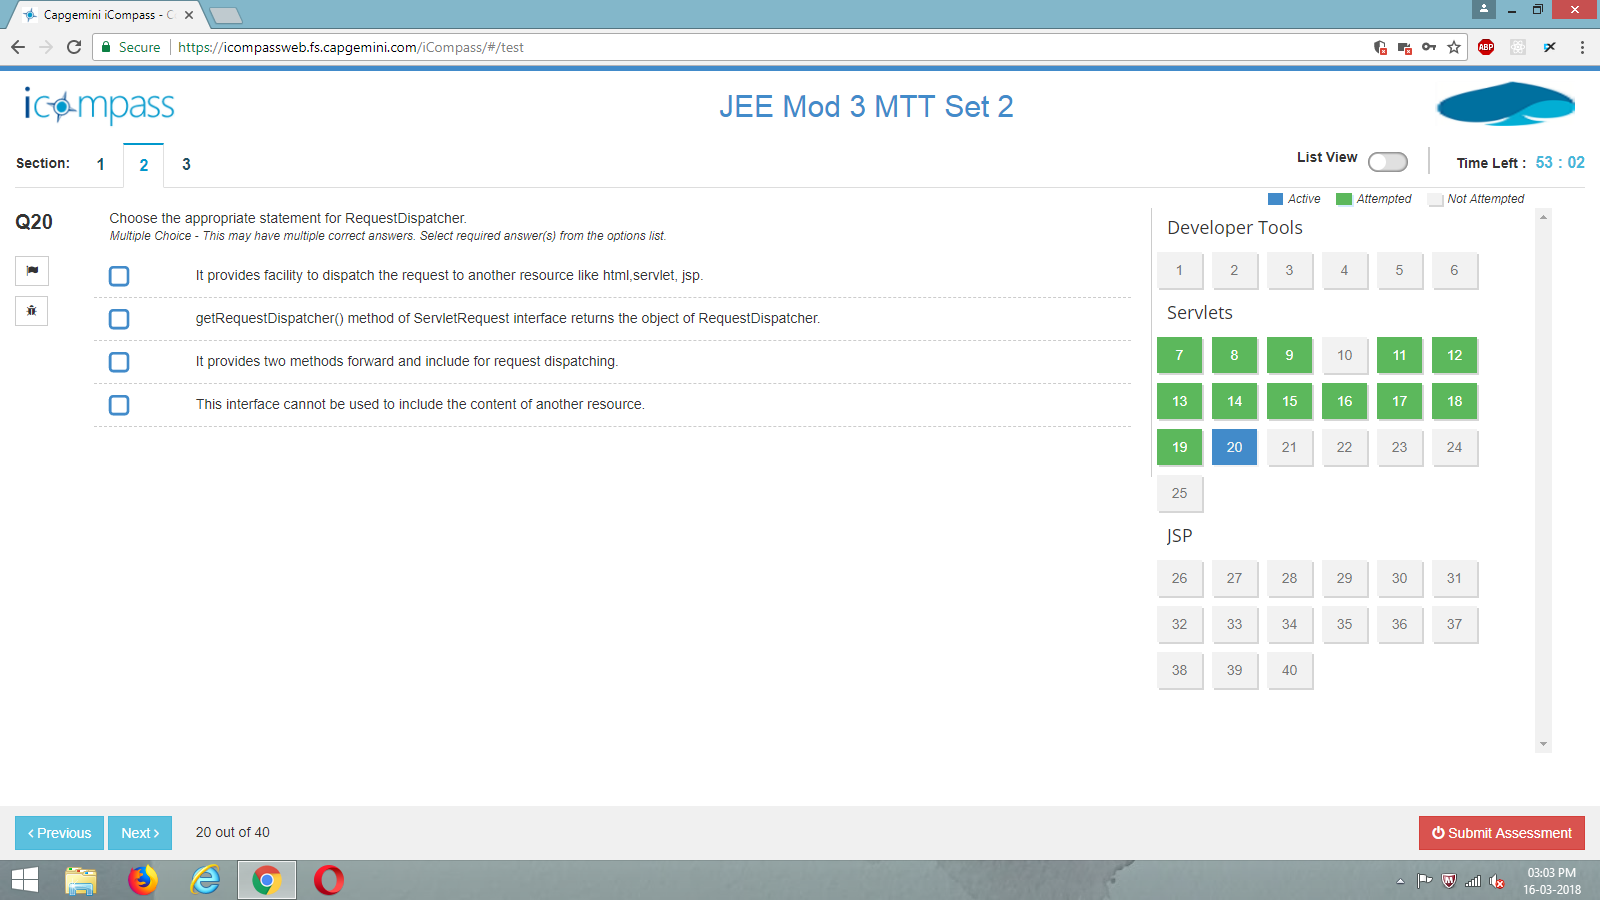 Capgemini iCompass - C
Secure
https://icompassweb.fs.capgemini.com/iCompass/#/test
ABP
icompass
JEE Mod 3 MTT Set 2
Section: 1 2 3
List View
Time Left : 53 : 02
Active Attempted Not Attempted
Q20
Choose the appropriate statement for RequestDispatcher.
Multiple Choice - This may have multiple correct answers. Select required answer(s) from the options list.
It provides facility to dispatch the request to another resource like html,servlet, jsp.
getRequestDispatcher() method of ServletRequest interface returns the object of RequestDispatcher.
It provides two methods forward and include for request dispatching.
This interface cannot be used to include the content of another resource.
Developer Tools
1 2 3 4 5 6
Servlets
7 8 9 10 11 12
13 14 15 16 17 18
19 20 21 22 23 24
25
JSP
26 27 28 29 30 31
32 33 34 35 36 37
38 39 40
‹ Previous
Next ›
20 out of 40
Submit Assessment
03:03 PM
16-03-2018